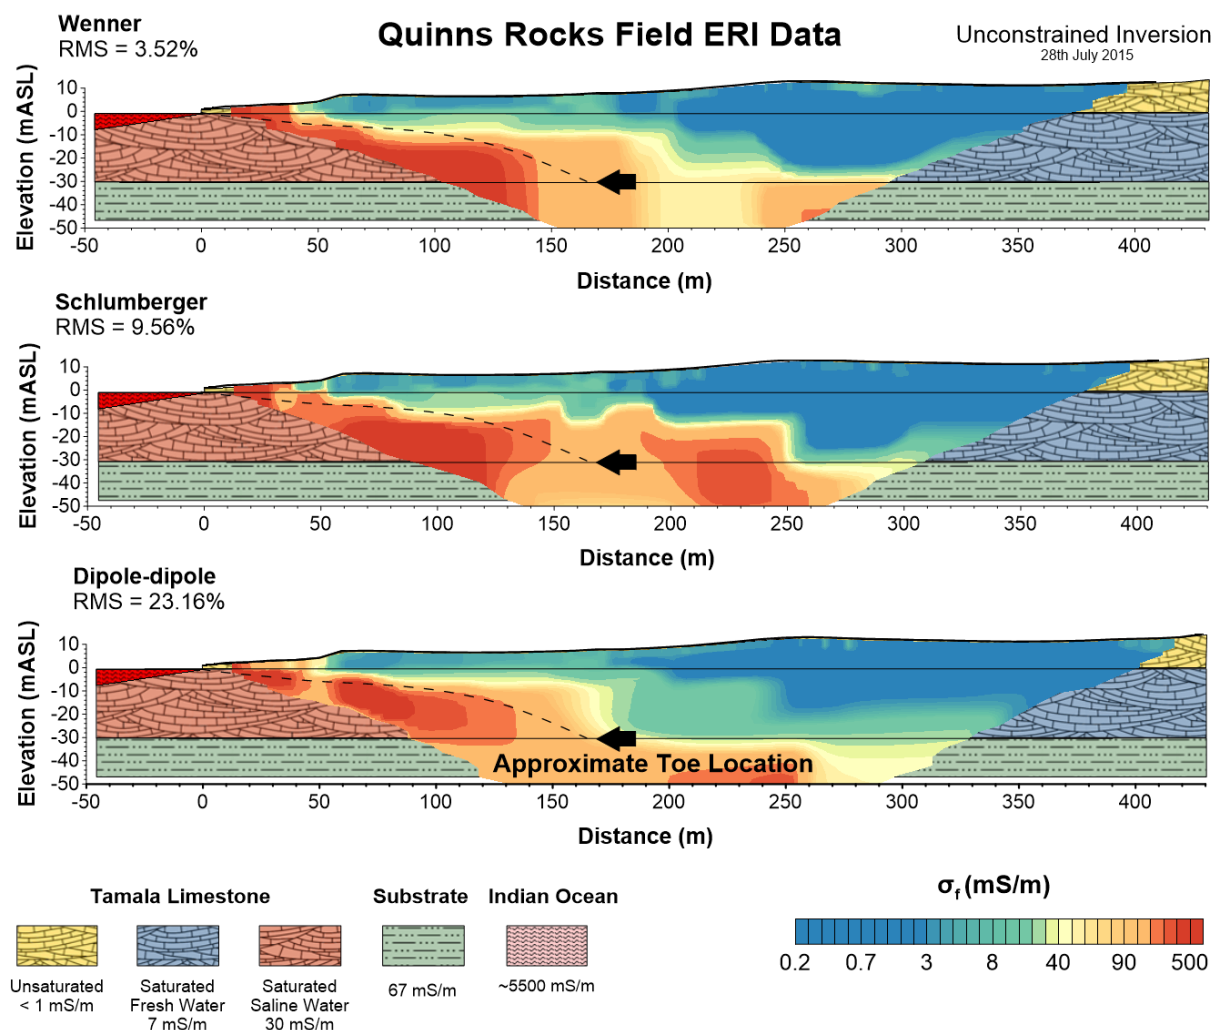 Wenner
RMS = 3.52%
Quinns Rocks Field ERI Data
Unconstrained Inversion
28th July 2015
Elevation (mASL)
10
0
-10
-20
-30
-40
-50
-50 0 50 100 150 200 250 300 350 400
Distance (m)
Schlumberger
RMS = 9.56%
Elevation (mASL)
10
0
-10
-20
-30
-40
-50
-50 0 50 100 150 200 250 300 350 400
Distance (m)
Dipole-dipole
RMS = 23.16%
Elevation (mASL)
10
0
-10
-20
-30
-40
-50
Approximate Toe Location
-50 0 50 100 150 200 250 300 350 400
Distance (m)
Tamala Limestone
Substrate
Indian Ocean
Unsaturated
< 1 mS/m
Saturated
Fresh Water
7 mS/m
Saturated
Saline Water
30 mS/m
67 mS/m
~5500 mS/m
σf (mS/m)
0.2 0.7 3 8 40 90 500